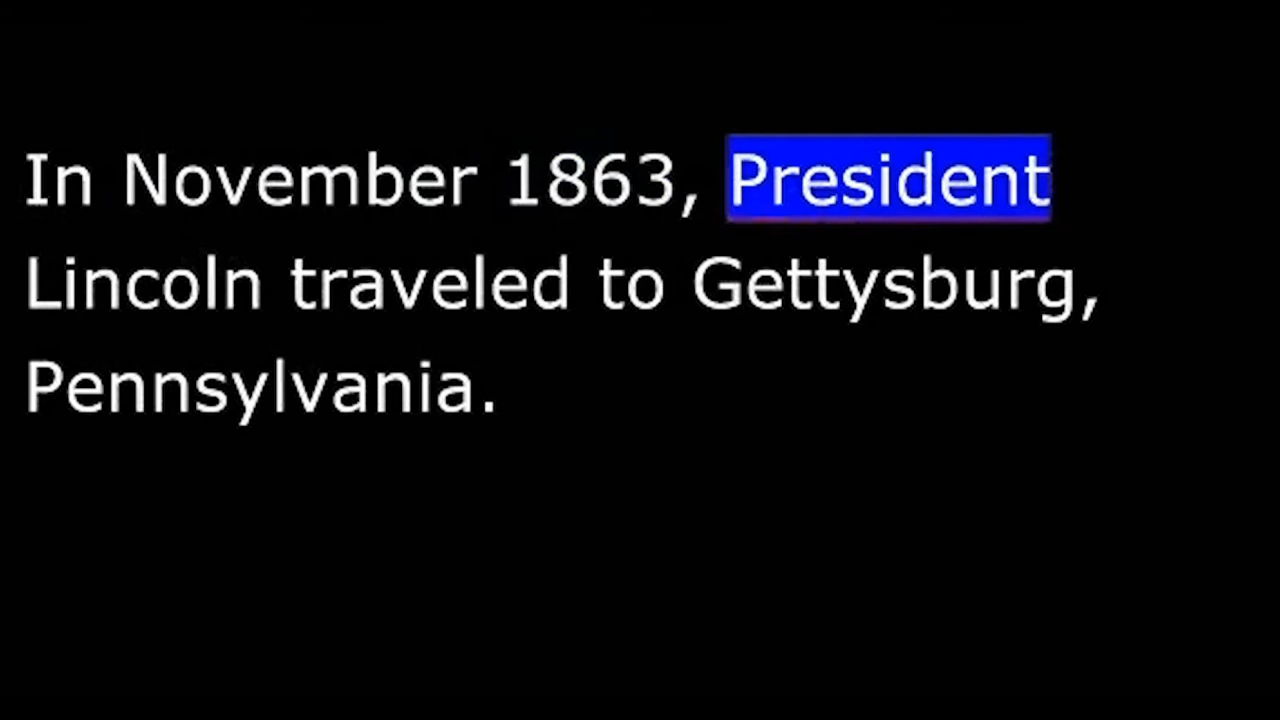 In November 1863, President
Lincoln traveled to Gettysburg,
Pennsylvania.